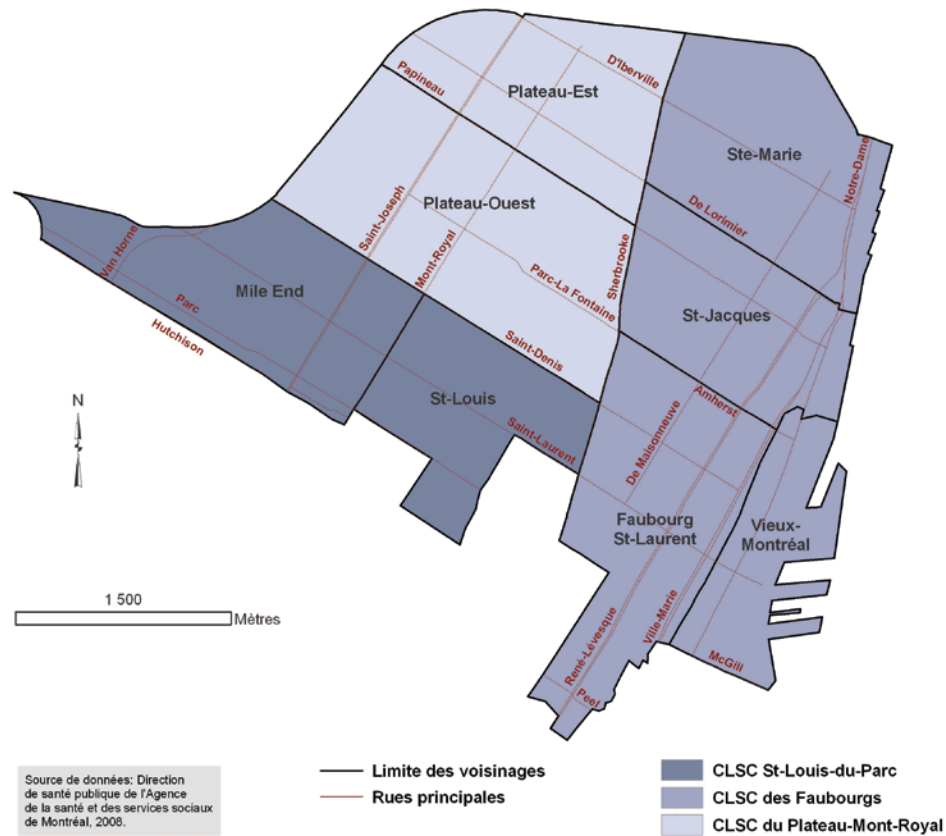 D'Iberville
Papineau
Plateau-Est
Ste-Marie
Notre-Dame
Plateau-Ouest
De Lorimier
Saint-Joseph
Mont-Royal
Sherbrooke
Van Horne
Mile End
Parc-La Fontaine
Parc
St-Jacques
Hutchison
Saint-Denis
N
St-Louis
Amherst
Saint-Laurent
De Maisonneuve
Faubourg
St-Laurent
Vieux-
Montréal
1 500
Mètres
René-Lévesque
Ville-Marie
McGill
Peel
Source de données: Direction
de santé publique de l'Agence
de la santé et des services sociaux
de Montréal, 2008.
Limite des voisinages
Rues principales
CLSC St-Louis-du-Parc
CLSC des Faubourgs
CLSC du Plateau-Mont-Royal